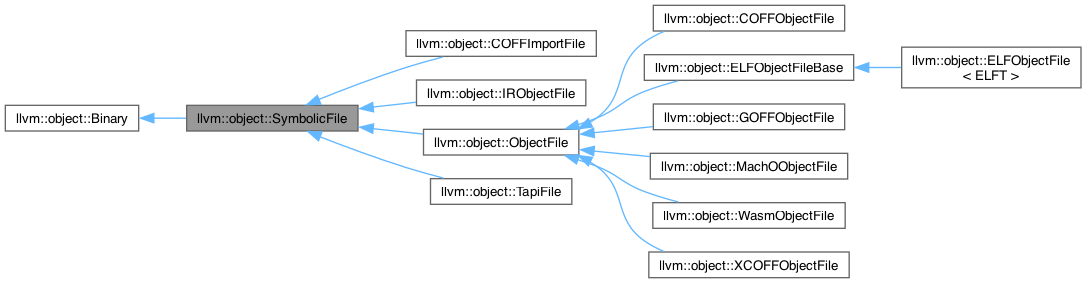 llvm::object::COFFObjectFile
llvm::object::COFFImportFile
llvm::object::ELFObjectFileBase
llvm::object::ELFObjectFile
< ELFT >
llvm::object::IRObjectFile
llvm::object::Binary
llvm::object::SymbolicFile
llvm::object::GOFFObjectFile
llvm::object::ObjectFile
llvm::object::MachOObjectFile
llvm::object::TapiFile
llvm::object::WasmObjectFile
llvm::object::XCOFFObjectFile